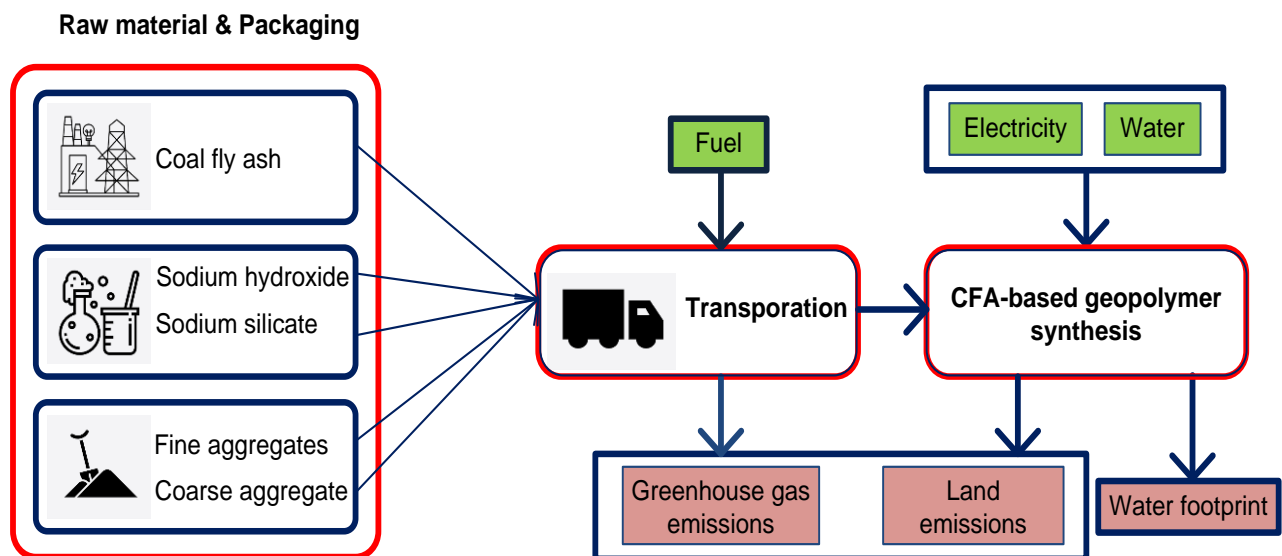 Raw material & Packaging
Coal fly ash
Sodium hydroxide
Sodium silicate
Fine aggregates
Coarse aggregate
Fuel
Transporation
Electricity
Water
CFA-based geopolymer
synthesis
Greenhouse gas
emissions
Land
emissions
Water footprint